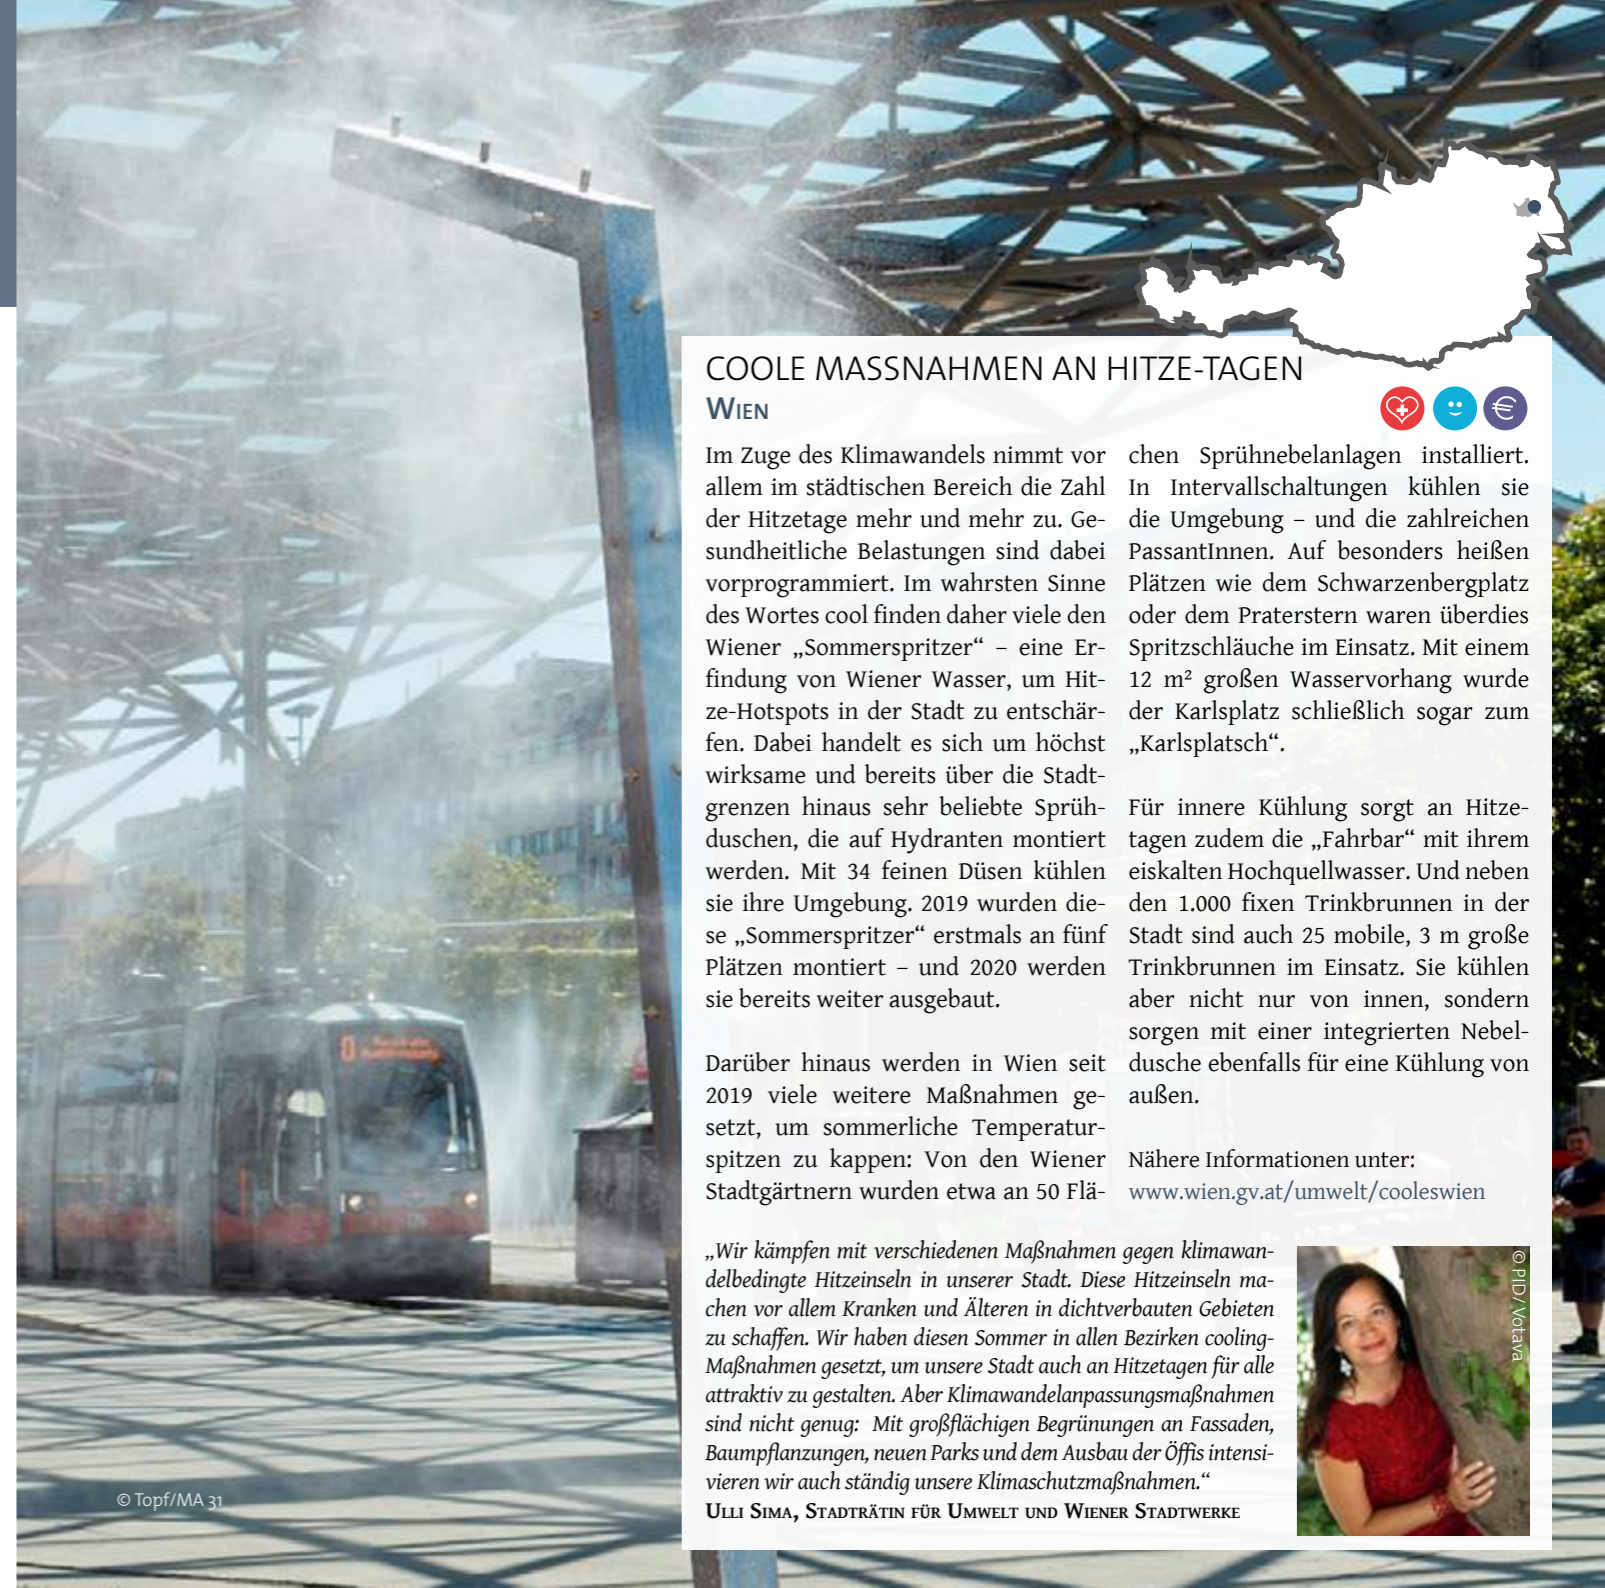 COOLE MASSNAHMEN AN HITZE-TAGEN
WIEN
Im Zuge des Klimawandels nimmt vor
allem im städtischen Bereich die Zahl
der Hitzetage mehr und mehr zu. Ge-
sundheitliche Belastungen sind dabei
vorprogrammiert. Im wahrsten Sinne
des Wortes cool finden daher viele den
Wiener „Sommerspritzer“ – eine Er-
findung von Wiener Wasser, um Hit-
ze-Hotspots in der Stadt zu entschär-
fen. Dabei handelt es sich um höchst
wirksame und bereits über die Stadt-
grenzen hinaus sehr beliebte Sprüh-
duschen, die auf Hydranten montiert
werden. Mit 34 feinen Düsen kühlen
sie ihre Umgebung. 2019 wurden die-
se „Sommerspritzer“ erstmals an fünf
Plätzen montiert – und 2020 werden
sie bereits weiter ausgebaut.
Darüber hinaus werden in Wien seit
2019 viele weitere Maßnahmen ge-
setzt, um sommerliche Temperatur-
spitzen zu kappen: Von den Wiener
Stadtgärtnern wurden etwa an 50 Flä-
chen Sprühnebelanlagen installiert.
In Intervallschaltungen kühlen sie
die Umgebung – und die zahlreichen
PassantInnen. Auf besonders heißen
Plätzen wie dem Schwarzenbergplatz
oder dem Praterstern waren überdies
Spritzschläuche im Einsatz. Mit einem
12 m² großen Wasservorhang wurde
der Karlsplatz schließlich sogar zum
„Karlsplatsch“.
Für innere Kühlung sorgt an Hitze-
tagen zudem die „Fahrbar“ mit ihrem
eiskalten Hochquellwasser. Und neben
den 1.000 fixen Trinkbrunnen in der
Stadt sind auch 25 mobile, 3 m große
Trinkbrunnen im Einsatz. Sie kühlen
aber nicht nur von innen, sondern
sorgen mit einer integrierten Nebel-
dusche ebenfalls für eine Kühlung von
außen.
Nähere Informationen unter:
www.wien.gv.at/umwelt/cooleswien
„Wir kämpfen mit verschiedenen Maßnahmen gegen klimawan-
delbedingte Hitzeinseln in unserer Stadt. Diese Hitzeinseln ma-
chen vor allem Kranken und Älteren in dichtverbauten Gebieten
zu schaffen. Wir haben diesen Sommer in allen Bezirken cooling-
Maßnahmen gesetzt, um unsere Stadt auch an Hitzetagen für alle
attraktiv zu gestalten. Aber Klimawandelanpassungsmaßnahmen
sind nicht genug: Mit großflächigen Begrünungen an Fassaden,
Baumpflanzungen, neuen Parks und dem Ausbau der Öffis intensi-
vieren wir auch ständig unsere Klimaschutzmaßnahmen.“
ULLI SIMA, STADTRÄTIN FÜR UMWELT UND WIENER STADTWERKE
© PID/ Votava
© Topf/MA 31